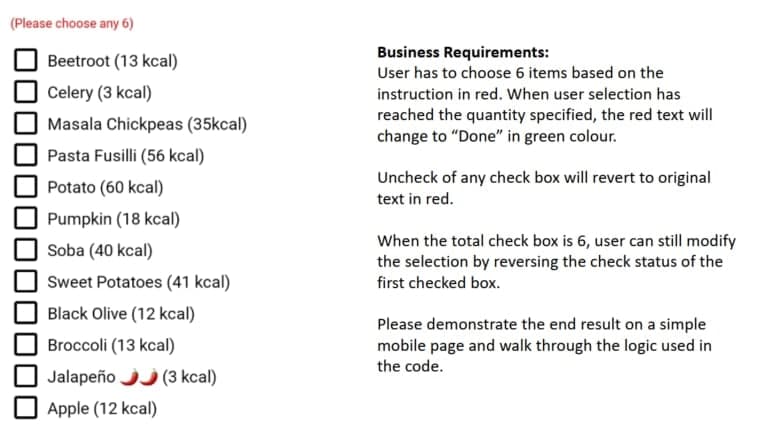 (Please choose any 6)
Beetroot (13 kcal)
Celery (3 kcal)
Masala Chickpeas (35kcal)
Pasta Fusilli (56 kcal)
Potato (60 kcal)
Pumpkin (18 kcal)
Soba (40 kcal)
Sweet Potatoes (41 kcal)
Black Olive (12 kcal)
Broccoli (13 kcal)
Jalapeño 🌶🌶 (3 kcal)
Apple (12 kcal)
Business Requirements:
User has to choose 6 items based on the
instruction in red. When user selection has
reached the quantity specified, the red text will
change to “Done” in green colour.
Uncheck of any check box will revert to original
text in red.
When the total check box is 6, user can still modify
the selection by reversing the check status of the
first checked box.
Please demonstrate the end result on a simple
mobile page and walk through the logic used in
the code.